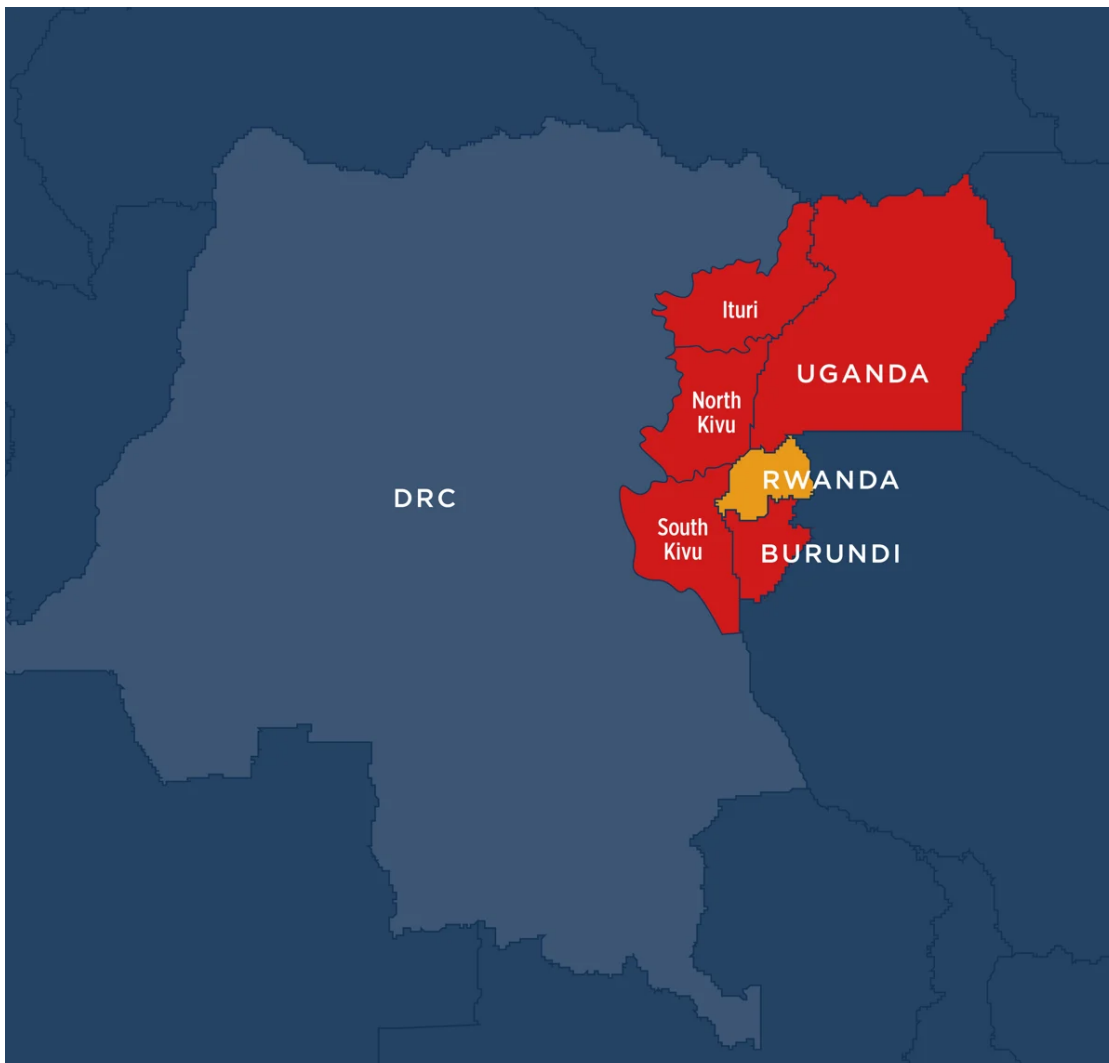 Ituri
UGANDA
North
Kivu
RWANDA
DRC
South
Kivu
BURUNDI